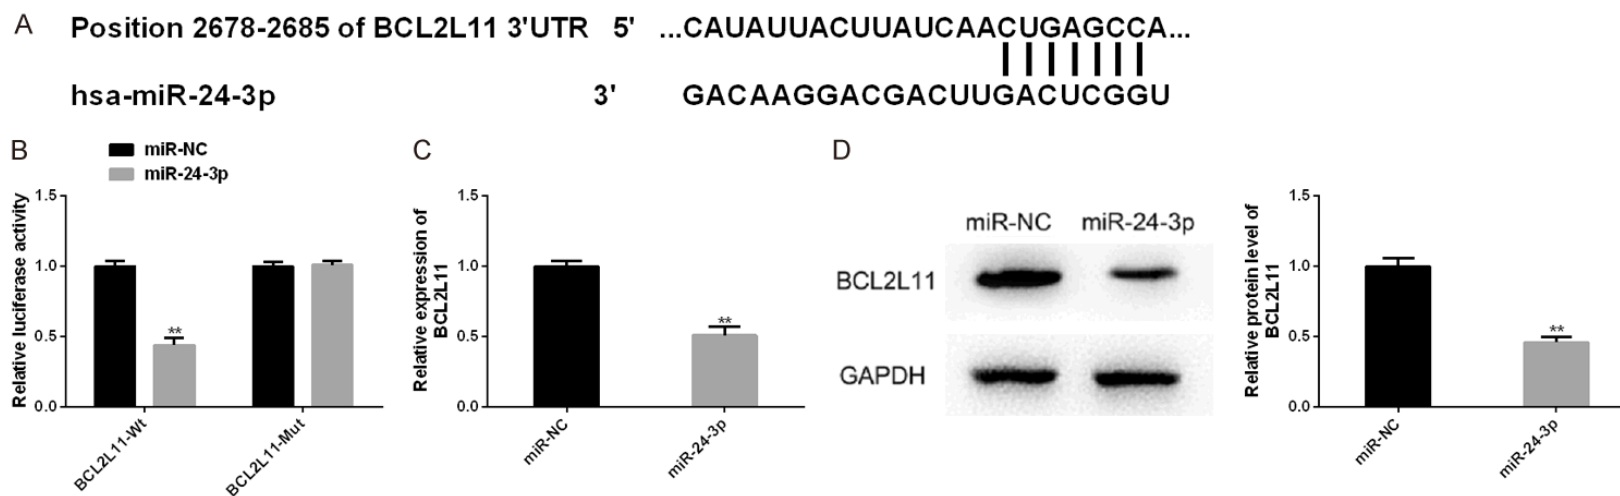 A
Position 2678-2685 of BCL2L11 3'UTR 5' ...CAUAUUACUUAUCAACUGAGCCA...
hsa-miR-24-3p 3' GACAAGGACGACUUGACUCGGU
B
miR-NC
miR-24-3p
Relative luciferase activity
1.5
1.0
0.5
0.0
**
BCL2L11-Wt
BCL2L11-Mut
C
Relative expression of
BCL2L11
1.5
1.0
0.5
0.0
**
miR-NC
miR-24-3p
D
miR-NC miR-24-3p
BCL2L11
GAPDH
Relative protein level of
BCL2L11
1.5
1.0
0.5
0.0
**
miR-NC
miR-24-3p